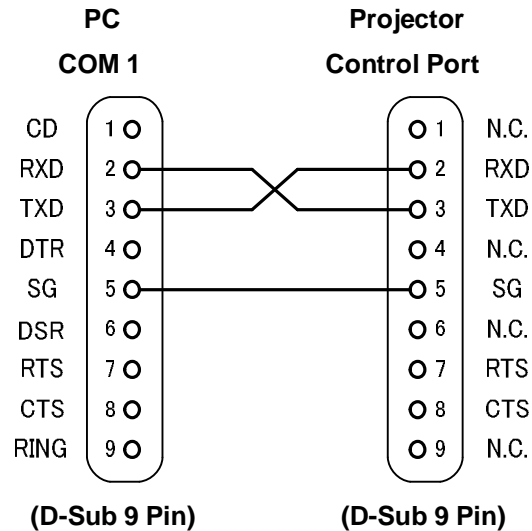 PC Projector
COM 1 Control Port
CD 1 1 N.C.
RXD 2 2 RXD
TXD 3 3 TXD
DTR 4 4 N.C.
SG 5 5 SG
DSR 6 6 N.C.
RTS 7 7 RTS
CTS 8 8 CTS
RING 9 9 N.C.
(D-Sub 9 Pin) (D-Sub 9 Pin)